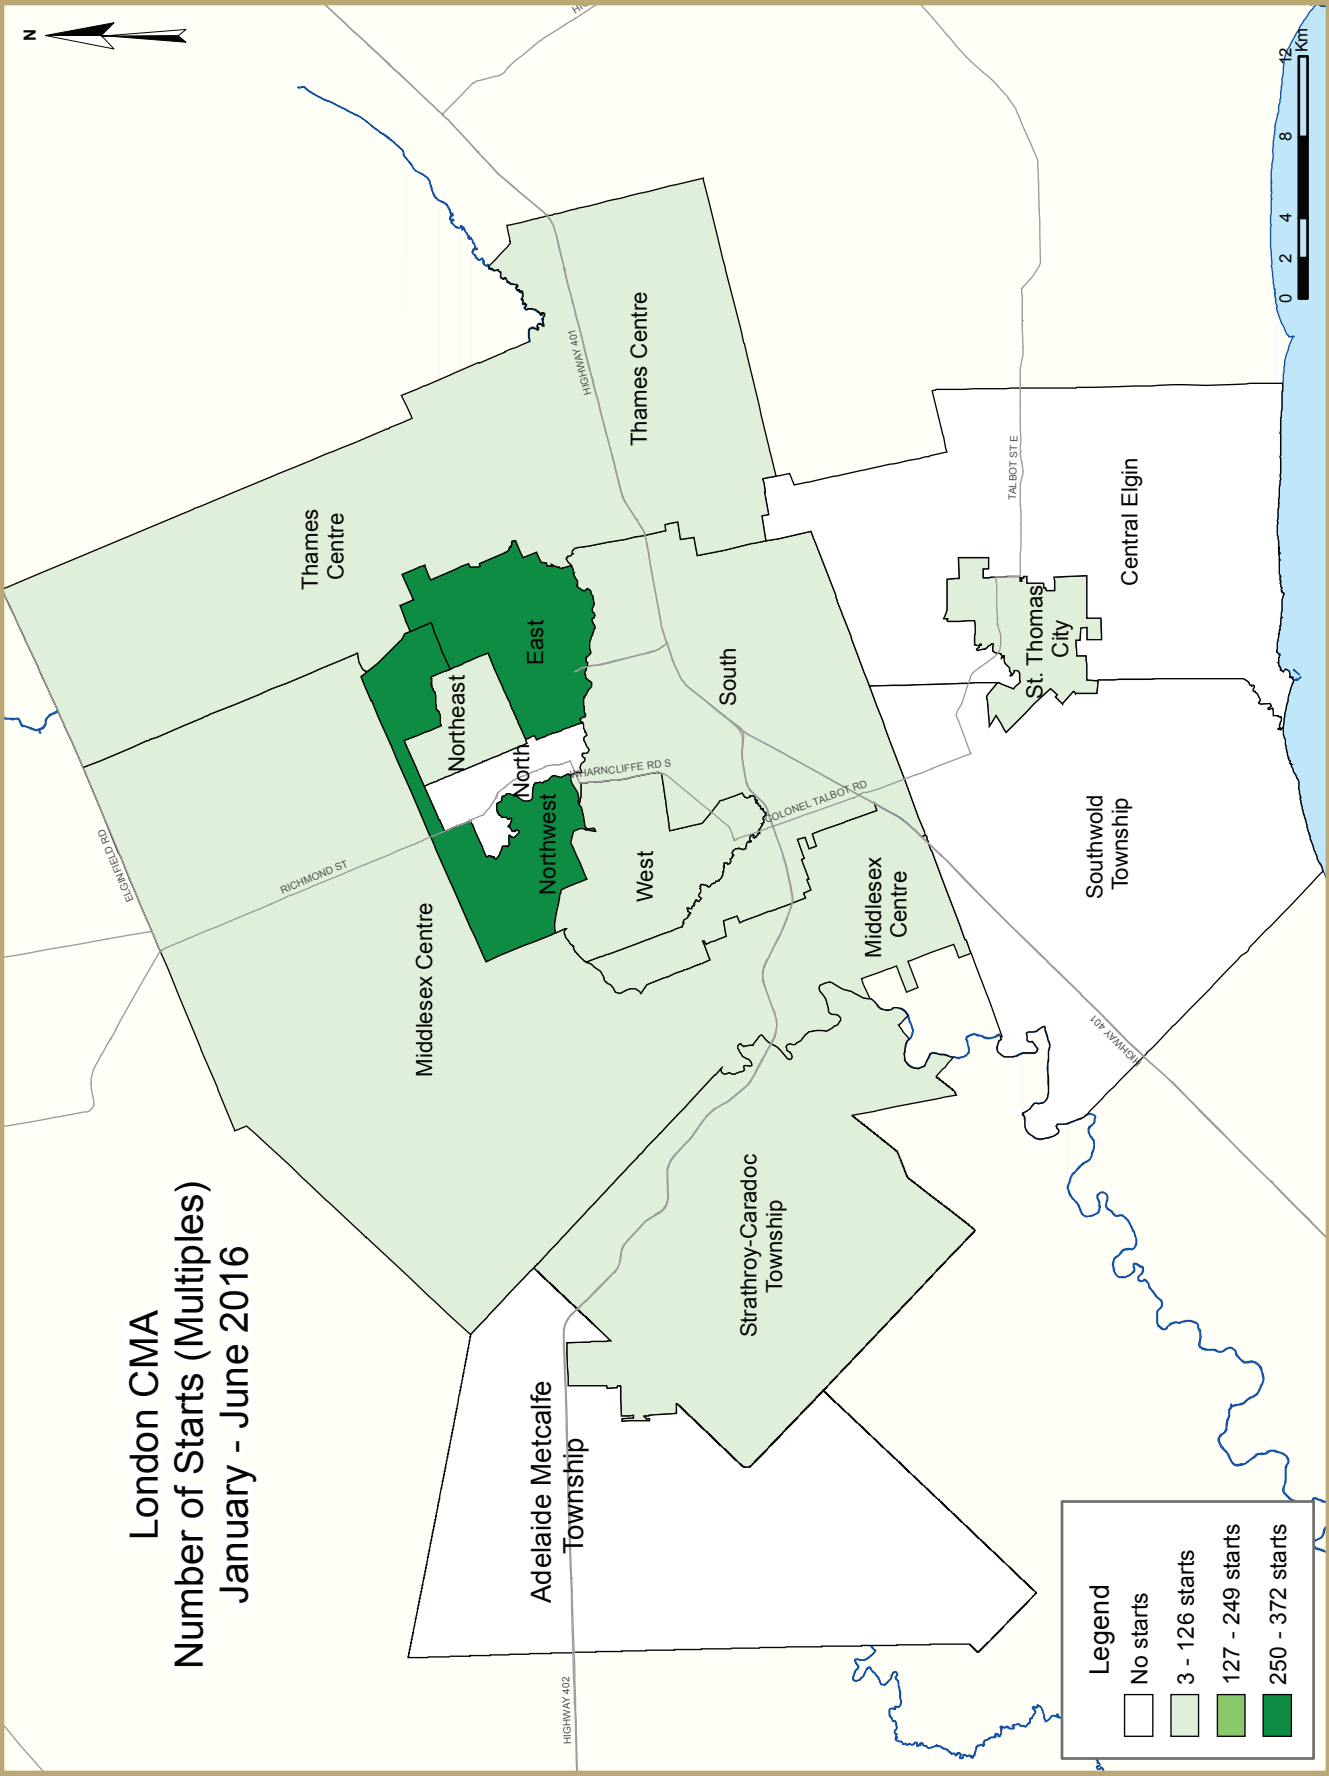 London CMA
Number of Starts (Multiples)
January - June 2016
N
ELGINFIELD RD
RICHMOND ST
Middlesex Centre
Thames
Centre
Northeast
East
North
Northwest
WHARNCLIFFE RD S
West
South
HIGHWAY 401
Thames Centre
COLONEL TALBOT RD
Middlesex
Centre
Strathroy-Caradoc
Township
Adelaide Metcalfe
Township
HIGHWAY 402
TALBOT ST E
St. Thomas
City
Central Elgin
Southwold
Township
HIGHWAY 401
Legend
No starts
3 - 126 starts
127 - 249 starts
250 - 372 starts
0 2 4 8 12
Km